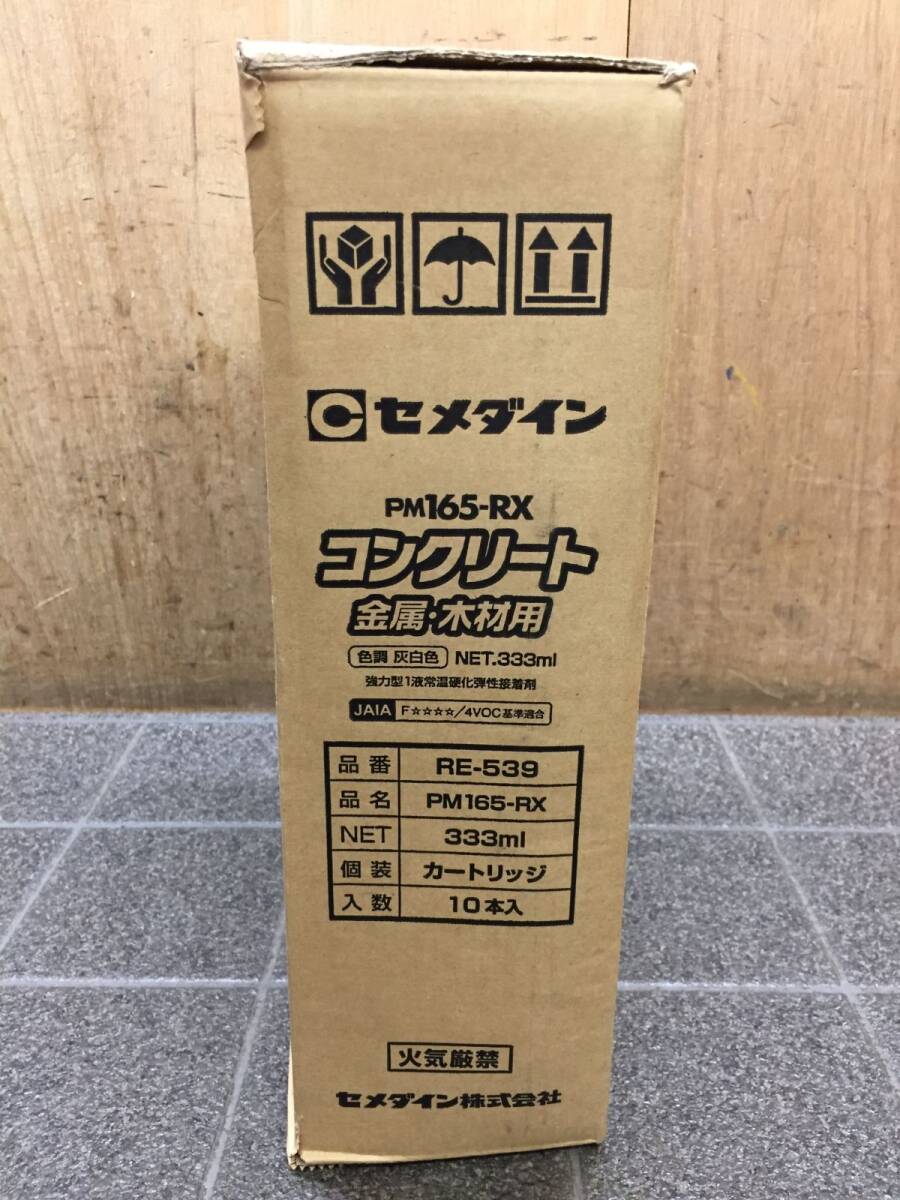 C セメダイン
PM165-RX
コンクリート
金属・木材用
色調 灰白色 NET.333ml
強力型1液常温硬化弾性接着剤
JAIA F☆☆☆☆/4VOC基準適合
品番 RE-539
品名 PM165-RX
NET 333ml
個装 カートリッジ
入数 10本入
火気厳禁
セメダイン株式会社